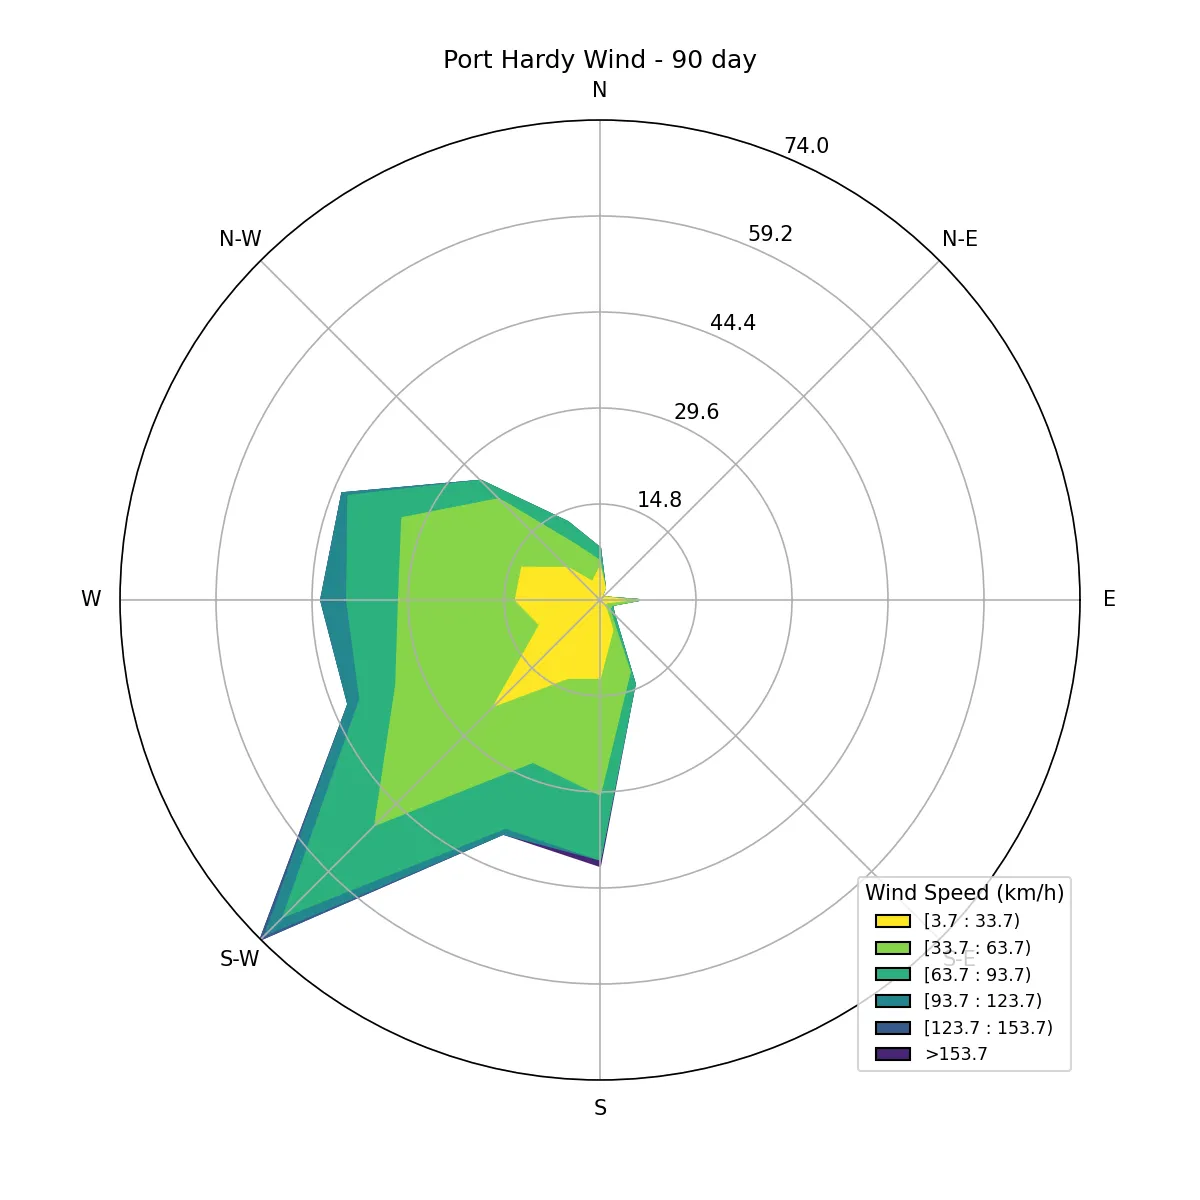 Port Hardy Wind - 90 day
N
74.0
N-W
N-E
59.2
44.4
29.6
14.8
W
E
S-W
S-E
S
Wind Speed (km/h)
[3.7 : 33.7)
[33.7 : 63.7)
[63.7 : 93.7)
[93.7 : 123.7)
[123.7 : 153.7)
>153.7